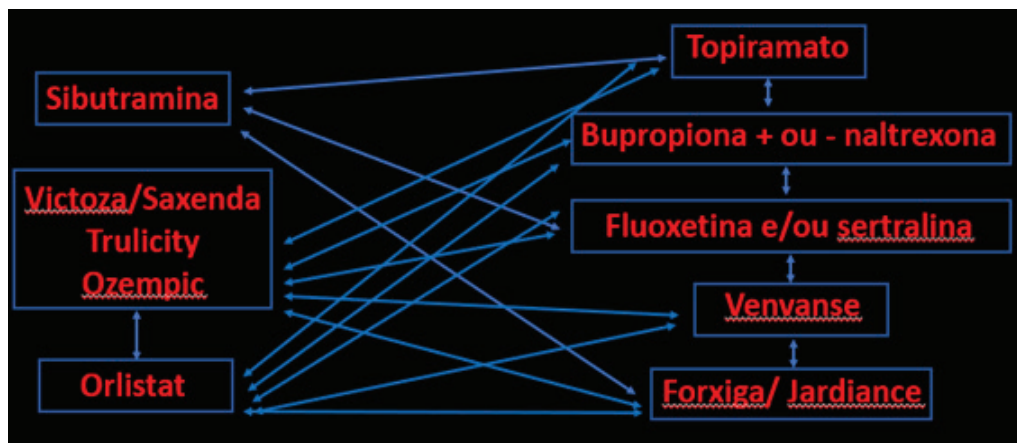 Sibutramina
Victoza/Saxenda
Trulicity
Ozempic
Orlistat
Topiramato
Bupropiona + ou - naltrexona
Fluoxetina e/ou sertralina
Venvanse
Forxiga/ Jardiance